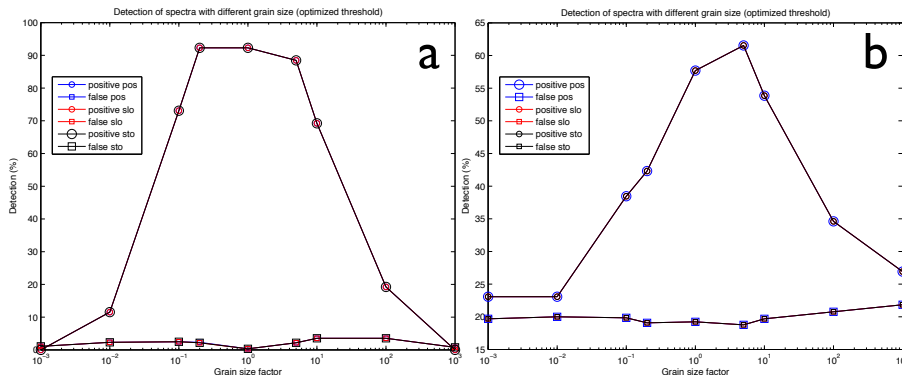 Detection of spectra with different grain size (optimized threshold)
a
100
90
80
70
60
50
40
30
20
10
0
Detection (%)
positive pos
false pos
positive slo
false slo
positive sto
false sto
10^-3
10^-2
10^-1
10^0
10^1
10^2
10^3
Grain size factor
Detection of spectra with different grain size (optimized threshold)
b
65
60
55
50
45
40
35
30
25
20
15
Detection (%)
positive pos
false pos
positive slo
false slo
positive sto
false sto
10^-3
10^-2
10^-1
10^0
10^1
10^2
10^3
Grain size factor